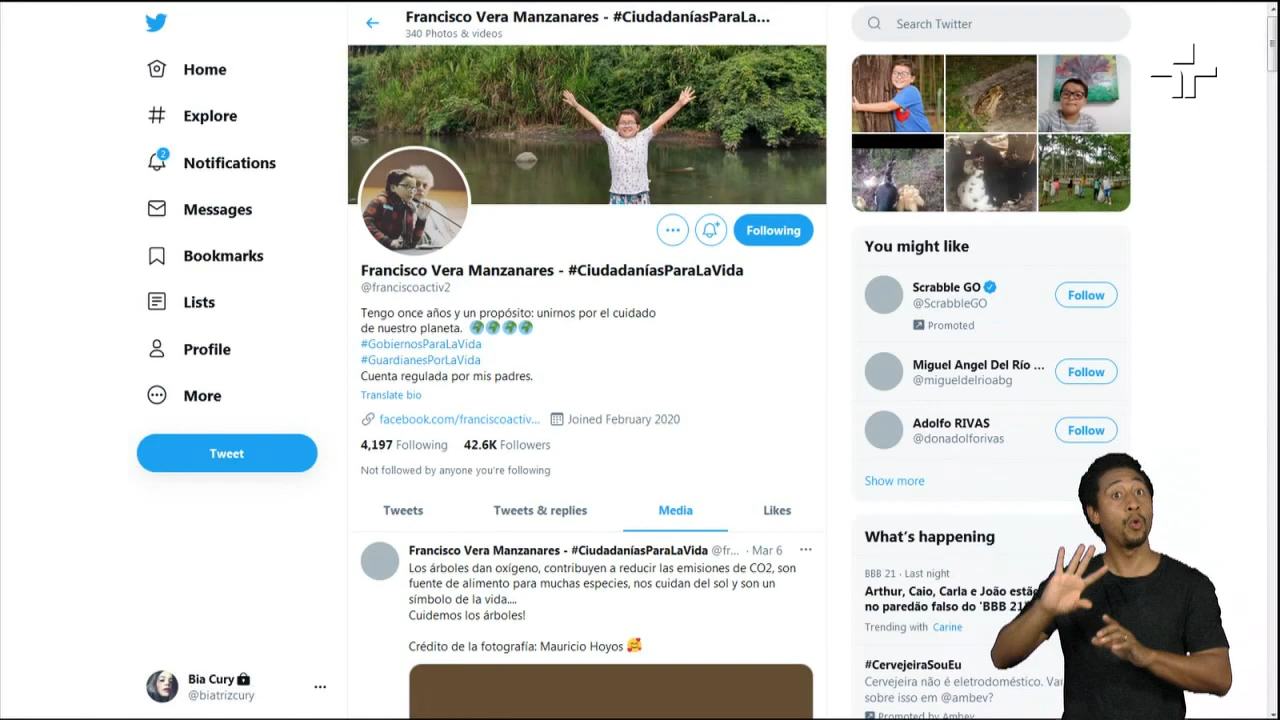 Francisco Vera Manzanares - #CiudadaníasParaLa...
340 Photos & videos
Search Twitter
Home
Explore
2
Notifications
Messages
Bookmarks
Lists
Profile
More
Tweet
Following
Francisco Vera Manzanares - #CiudadaníasParaLaVida
@franciscoactiv2
Tengo once años y un propósito: unirnos por el cuidado
de nuestro planeta. 🌍🌍🌍🌍
#GobiernosParaLaVida
#GuardianesPorLaVida
Cuenta regulada por mis padres.
Translate bio
facebook.com/franciscoactiv... Joined February 2020
4,197 Following 42.6K Followers
Not followed by anyone you're following
Tweets Tweets & replies Media Likes
Francisco Vera Manzanares - #CiudadaníasParaLaVida @fr... · Mar 6
Los árboles dan oxígeno, contribuyen a reducir las emisiones de CO2, son
fuente de alimento para muchas especies, nos cuidan del sol y son un
símbolo de la vida....
Cuidemos los árboles!
Crédito de la fotografía: Mauricio Hoyos 🥰
You might like
Scrabble GO
@ScrabbleGO
Promoted
Follow
Miguel Angel Del Río ...
@migueldelrioabg
Follow
Adolfo RIVAS
@donadolforivas
Follow
Show more
What's happening
BBB 21 · Last night
Arthur, Caio, Carla e João estão
no paredão falso do 'BBB 21'
Trending with Carine
#CervejeiraSouEu
Cervejeira não é eletrodoméstico.
sobre isso em @ambev?
Promoted by Ambev
Bia Cury
@biatrizcury